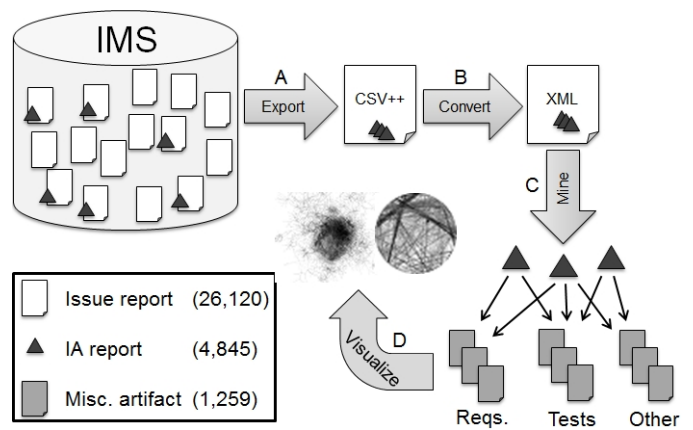 IMS
A
Export
CSV++
B
Convert
XML
C
Mine
D
Visualize
Issue report (26,120)
IA report (4,845)
Misc. artifact (1,259)
Reqs. Tests Other